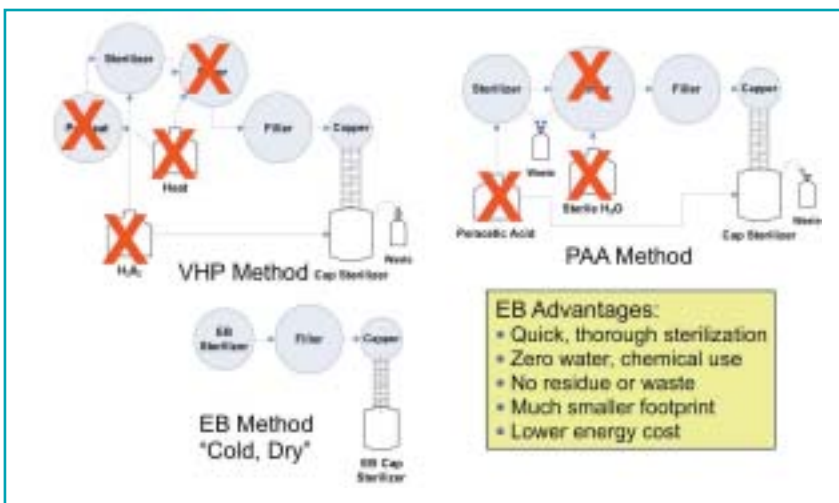 Sterilizer
Filler
Capper
Heat
Waste
Cap Sterilizer
VHP Method
Sterilizer
Filler
Capper
Waste
Sterile H₂O
Peracetic Acid
Waste
Cap Sterilizer
PAA Method
EB
Sterilizer
Filler
Capper
EB Cap
Sterilizer
EB Method
"Cold, Dry"
EB Advantages:
• Quick, thorough sterilization
• Zero water, chemical use
• No residue or waste
• Much smaller footprint
• Lower energy cost